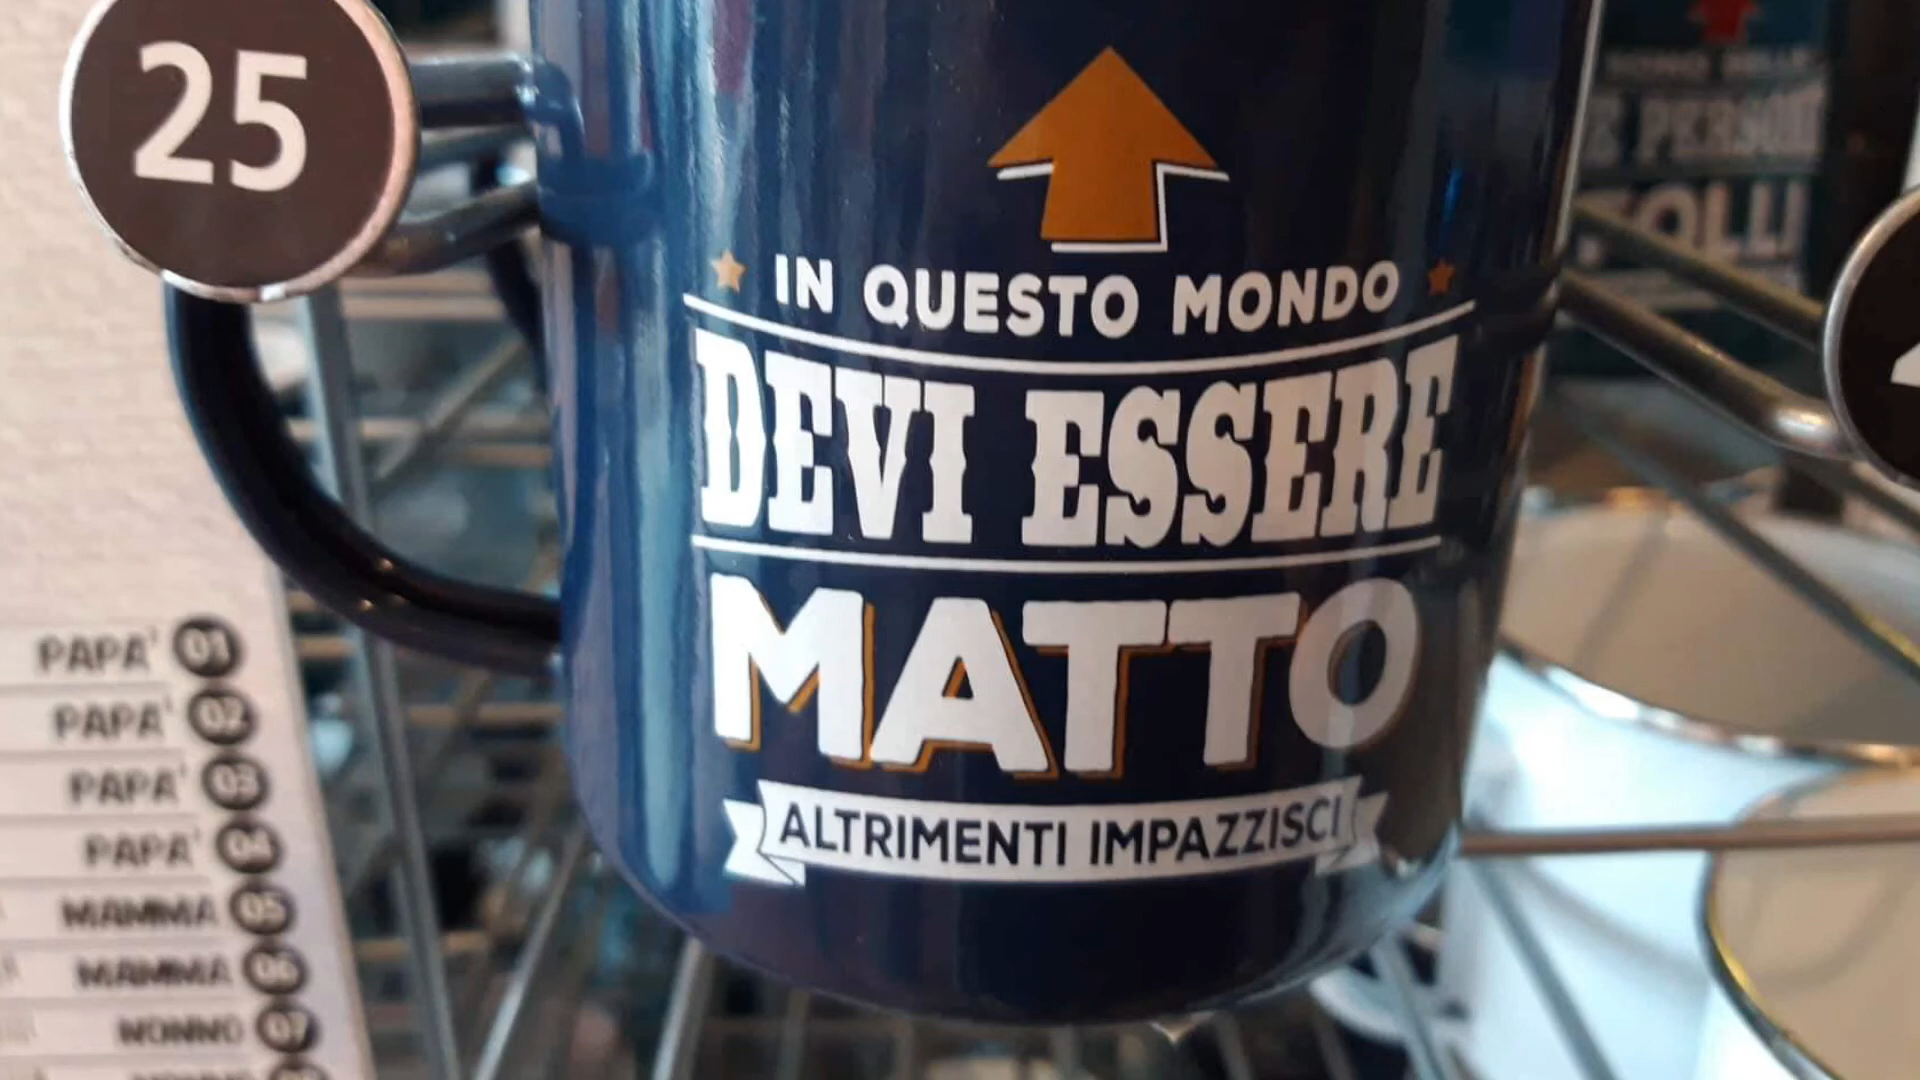 25
IN QUESTO MONDO
DEVI ESSERE
MATTO
ALTRIMENTI IMPAZZISCI
PAPA' 01
PAPA' 02
PAPA' 03
PAPA' 04
MAMMA 05
MAMMA 06
NONNO 07